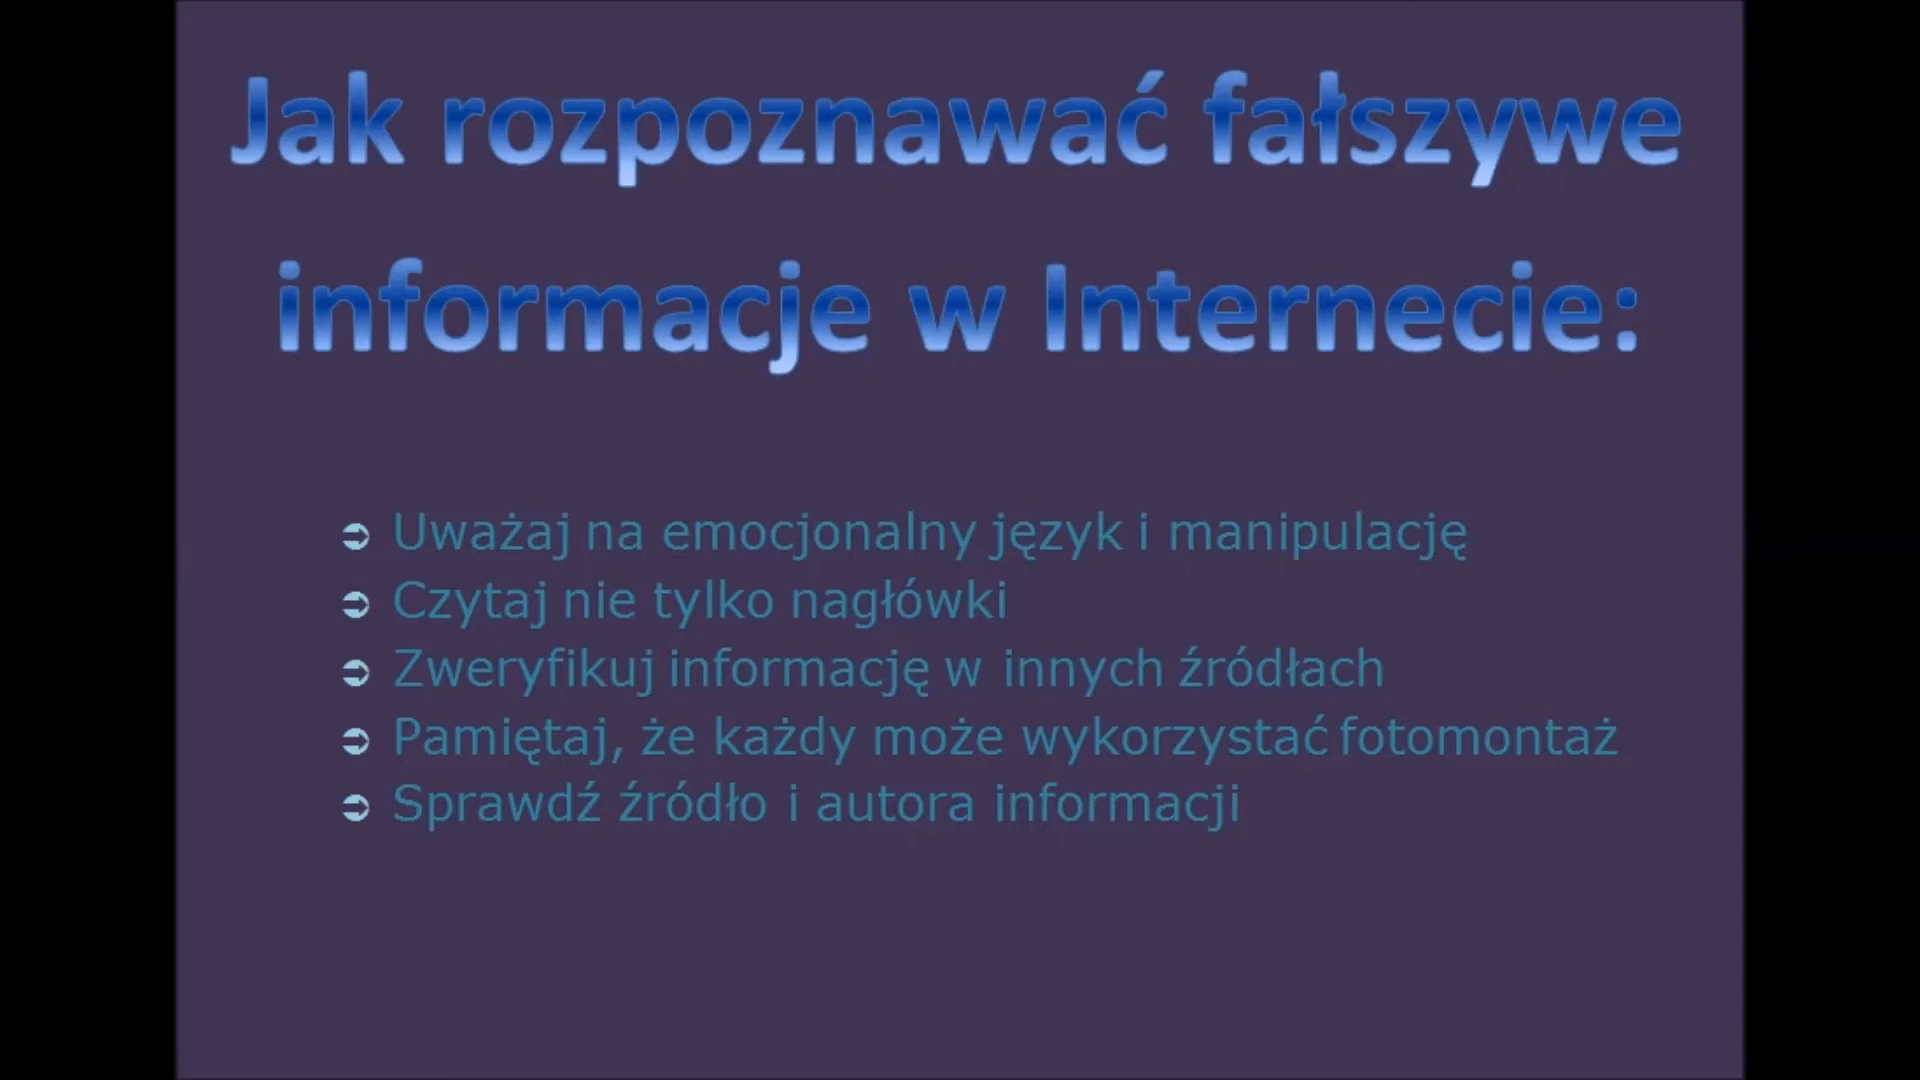 Jak rozpoznawać fałszywe
informacje w Internecie:
Uważaj na emocjonalny język i manipulację
Czytaj nie tylko nagłówki
Zweryfikuj informację w innych źródłach
Pamiętaj, że każdy może wykorzystać fotomontaż
Sprawdź źródło i autora informacji